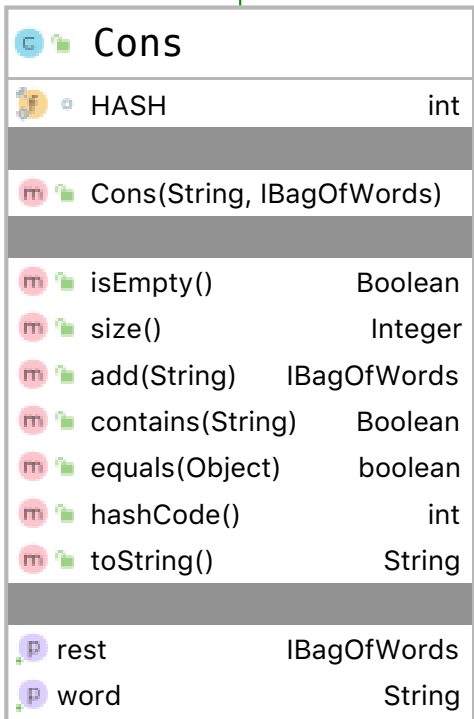 Cons
HASH int
Cons(String, IBagOfWords)
isEmpty() Boolean
size() Integer
add(String) IBagOfWords
contains(String) Boolean
equals(Object) boolean
hashCode() int
toString() String
rest IBagOfWords
word String